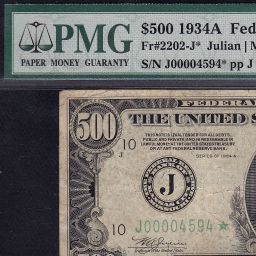 PMG
PAPER MONEY GUARANTY
$500 1934A Fed
Fr#2202-J* Julian | M
S/N J00004594* pp J
FEDERAL
500
THE UNITED S
THIS NOTE IS LEGAL TENDER FOR ALL DEBTS,
PUBLIC AND PRIVATE, AND IS REDEEMABLE IN
LAWFUL MONEY AT THE UNITED STATES TREASURY
OR AT ANY FEDERAL RESERVE BANK
10
J
SERIES OF 1934 A
J
J00004594 *
10